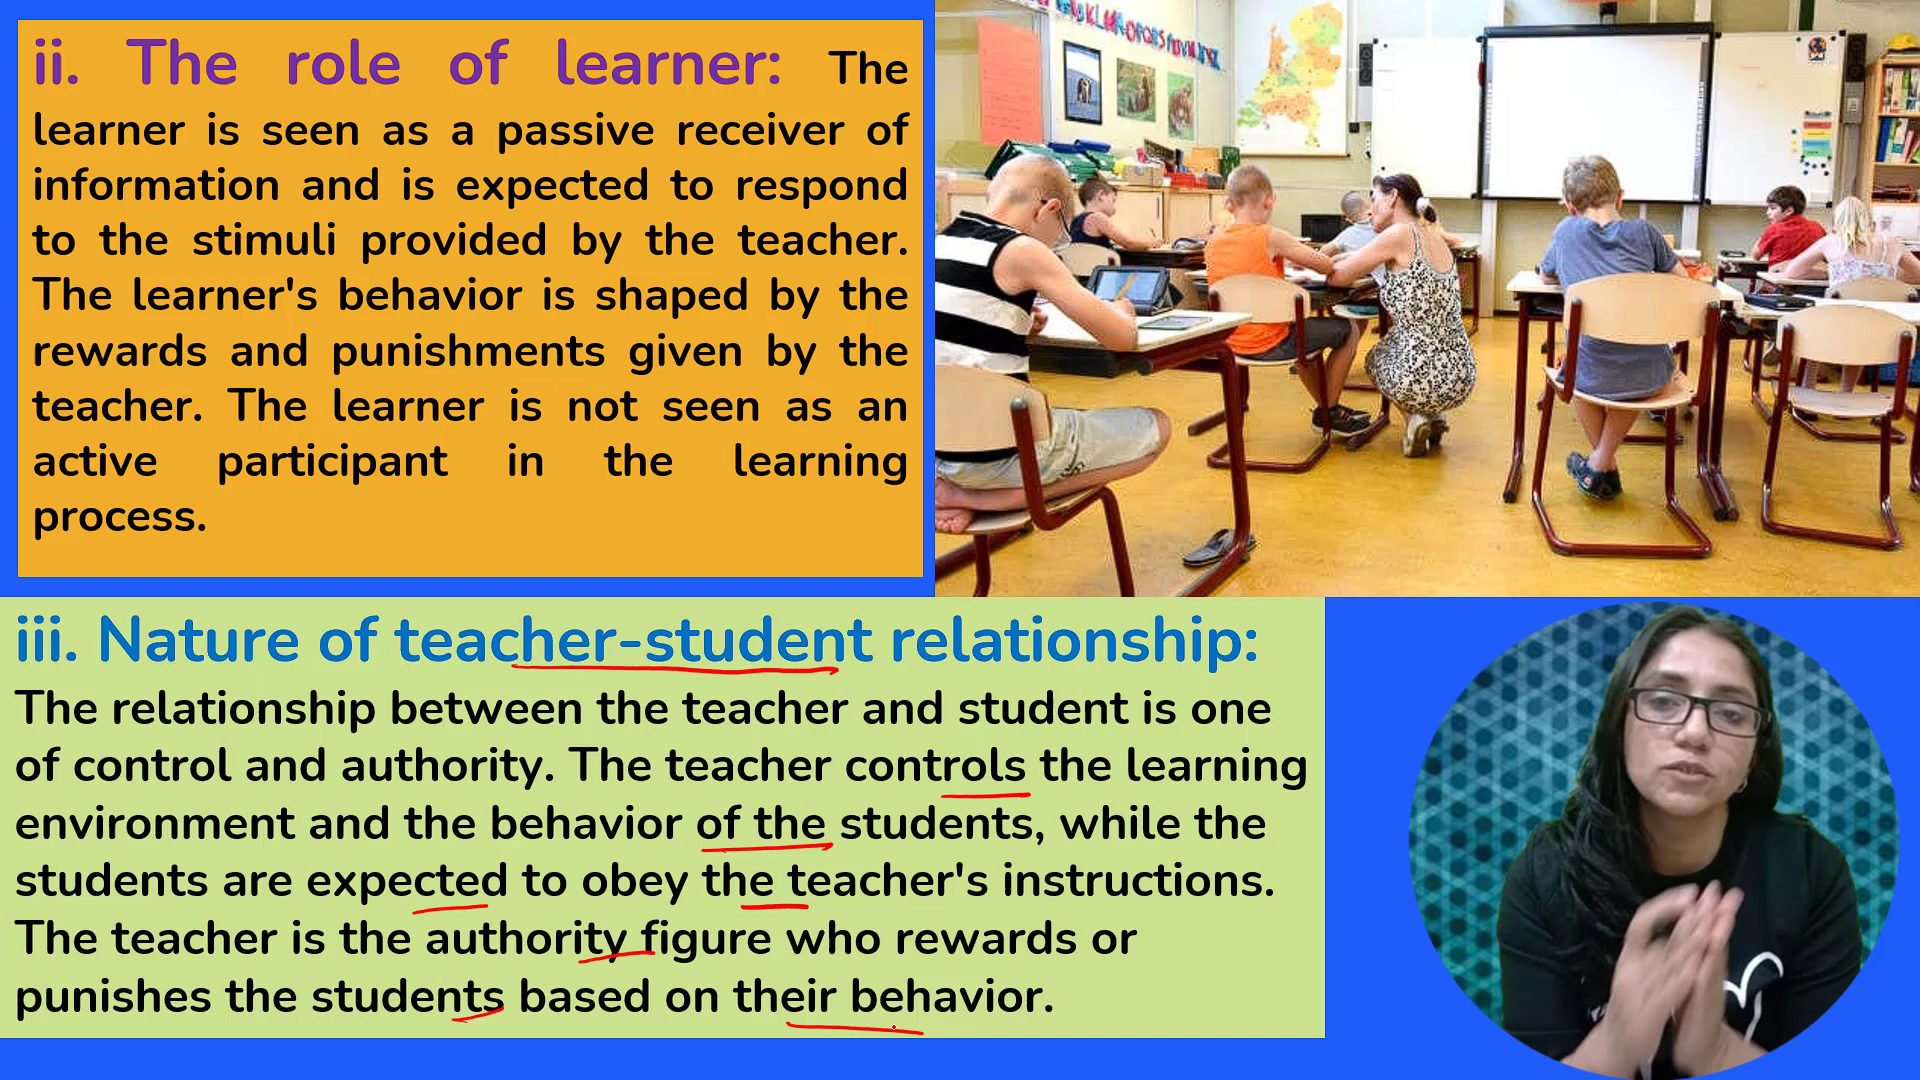 ii. The role of learner: The
learner is seen as a passive receiver of
information and is expected to respond
to the stimuli provided by the teacher.
The learner's behavior is shaped by the
rewards and punishments given by the
teacher. The learner is not seen as an
active participant in the learning
process.
iii. Nature of teacher-student relationship:
The relationship between the teacher and student is one
of control and authority. The teacher controls the learning
environment and the behavior of the students, while the
students are expected to obey the teacher's instructions.
The teacher is the authority figure who rewards or
punishes the students based on their behavior.